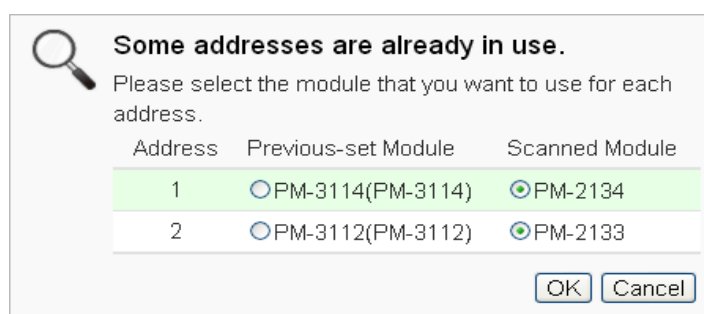 Some addresses are already in use.
Please select the module that you want to use for each
address.
Address Previous-set Module Scanned Module
1 PM-3114(PM-3114) PM-2134
2 PM-3112(PM-3112) PM-2133
OK Cancel